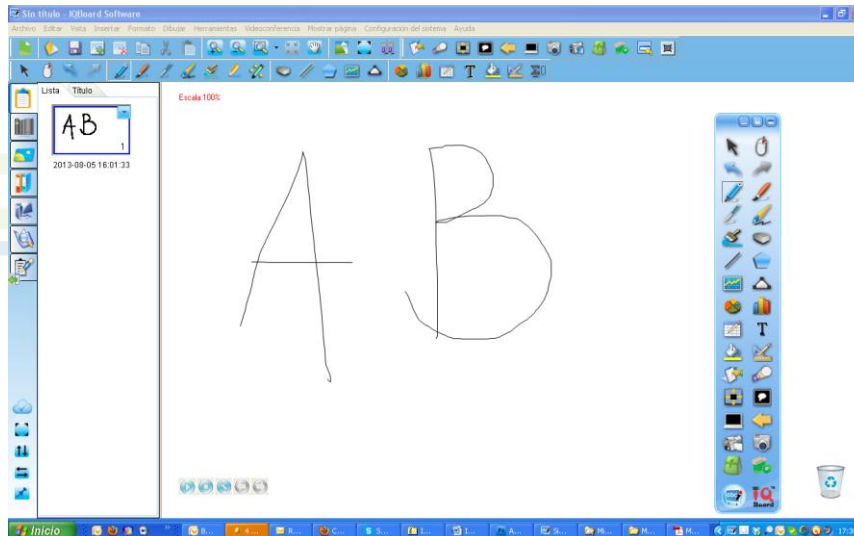 Sin título - IQBoard Software
Archivo Editar Vista Insertar Formato Dibujar Herramientas Videoconferencia Mostrar página Configuración del sistema Ayuda
Lista Título
Escala 100%
AB
1
2013-08-05 16:01:33
A B
T
T
IQ
Board
Inicio